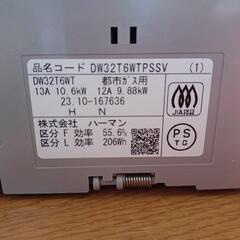 品名コード DW32T6WTPSSV (1)
DW32T6WT 都市ガス用
13A 10.6kW 12A 9.88kW
23.10-167636
H N
株式会社 ハーマン
区分 F 効率 55.6%
区分 L 効率 206Wh
JIA認証
PS
TG